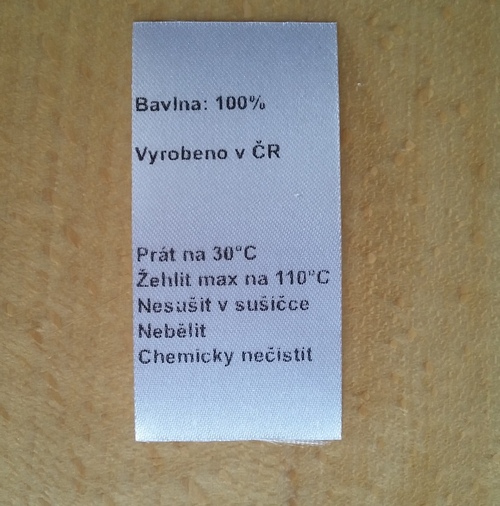 Bavlna: 100%
Vyrobeno v ČR
Prát na 30°C
Žehlit max na 110°C
Nesušit v sušičce
Nebělit
Chemicky nečistit